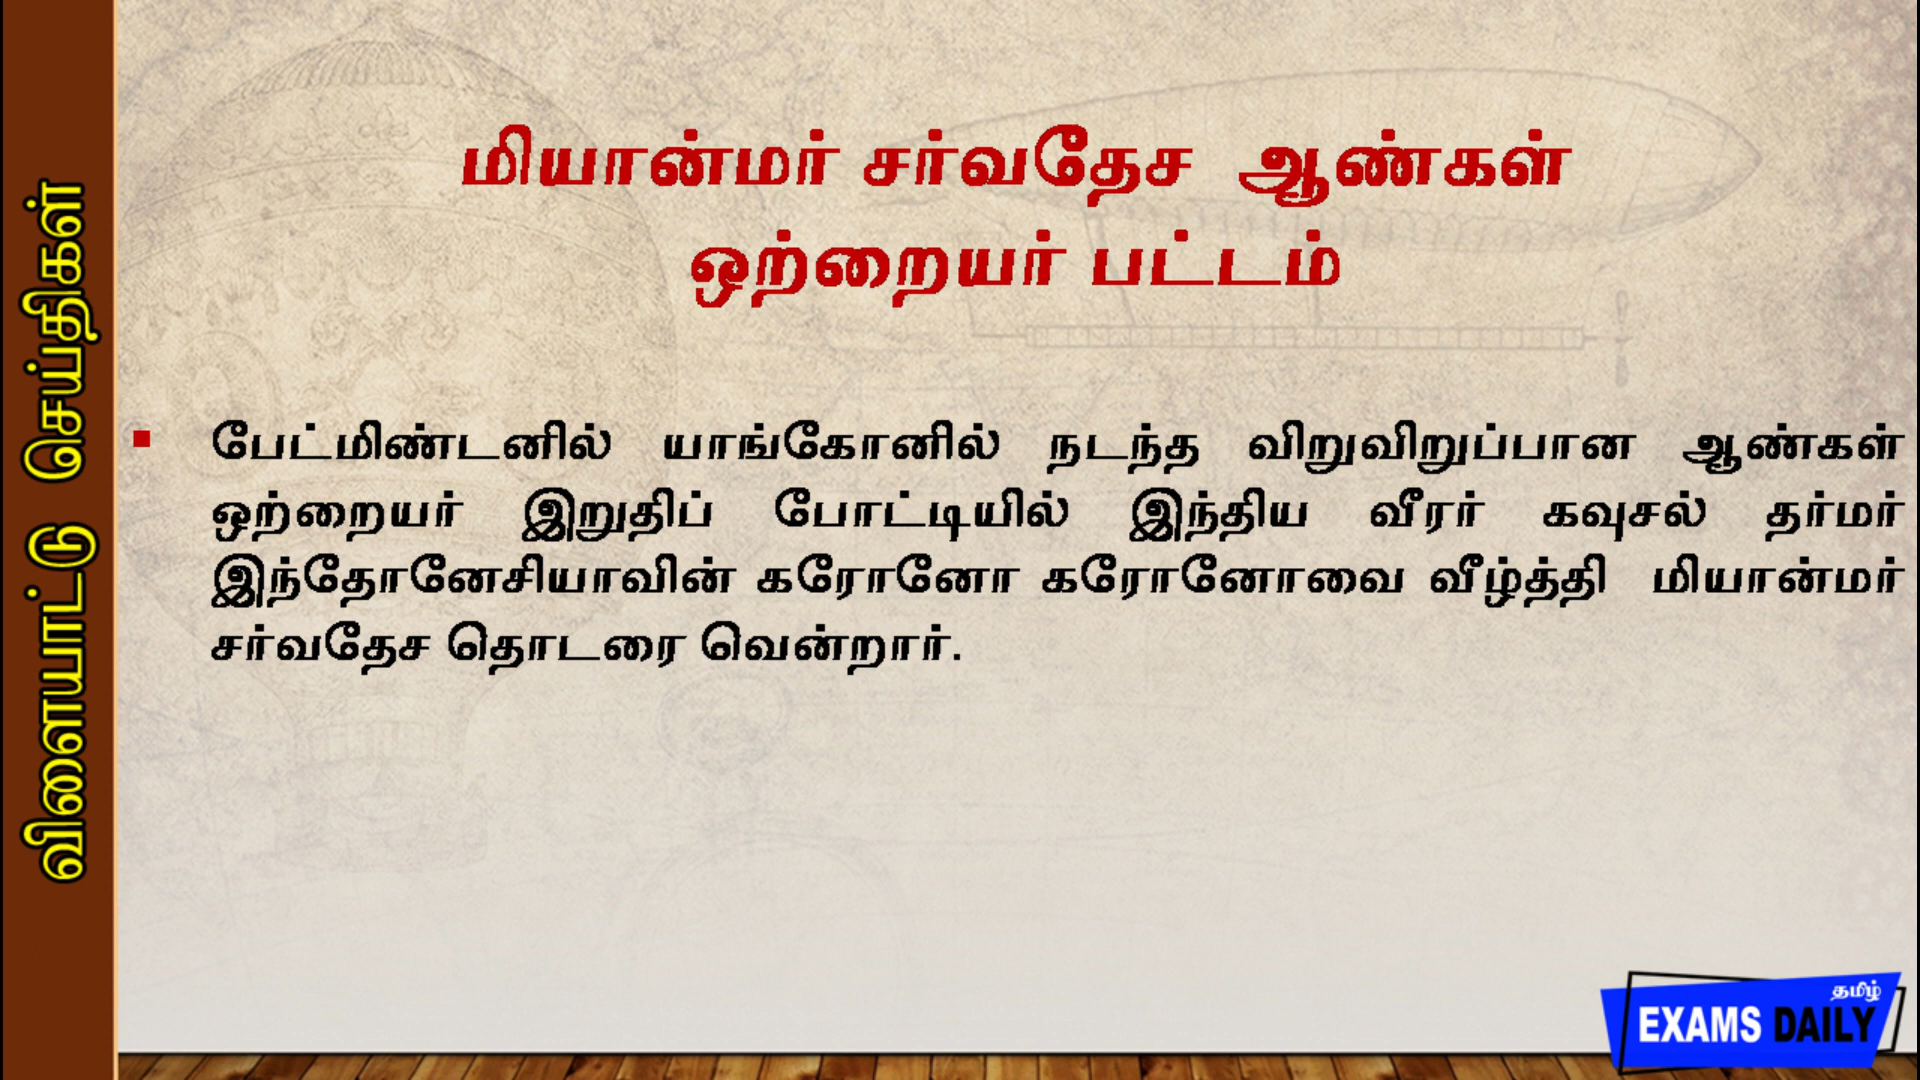 விளையாட்டு செய்திகள்
மியான்மர் சர்வதேச ஆண்கள்
ஒற்றையர் பட்டம்
பேட்மிண்டனில் யாங்கோனில் நடந்த விறுவிறுப்பான ஆண்கள்
ஒற்றையர் இறுதிப் போட்டியில் இந்திய வீரர் கவுசல் தர்மர்
இந்தோனேசியாவின் கரோனோ கரோனோவை வீழ்த்தி மியான்மர்
சர்வதேச தொடரை வென்றார்.
தமிழ்
EXAMS DAILY